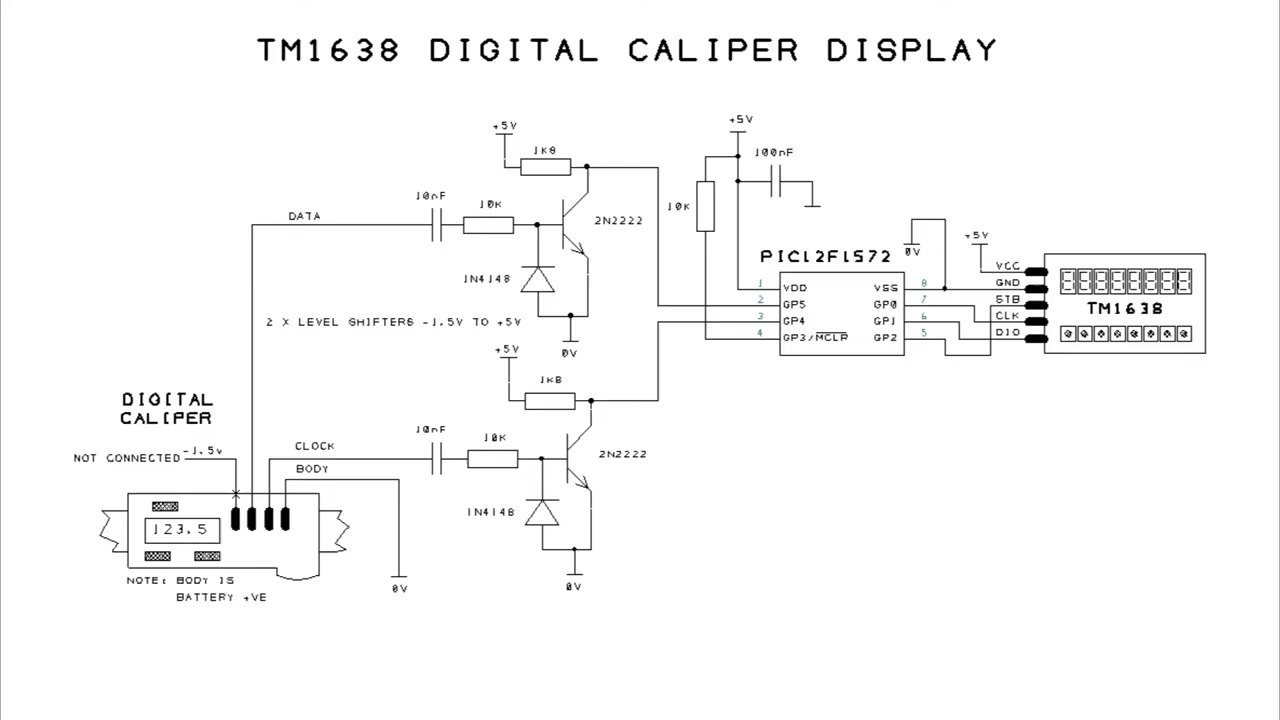 TM1638 DIGITAL CALIPER DISPLAY
+5V
1K8
10nF
10K
DATA
2N2222
1N4148
0V
2 X LEVEL SHIFTERS -1.5V TO +5V
+5V
1K8
10nF
10K
CLOCK
BODY
2N2222
1N4148
0V
DIGITAL
CALIPER
NOT CONNECTED
-1.5v
123.5
0V
NOTE: BODY IS
BATTERY +VE
+5V
100nF
10K
PIC12F1572
1 VDD VSS 8
2 GP5 GP0 7
3 GP4 GP1 6
4 GP3/MCLR GP2 5
0V
+5V
VCC
GND
STB
CLK
DIO
TM1638